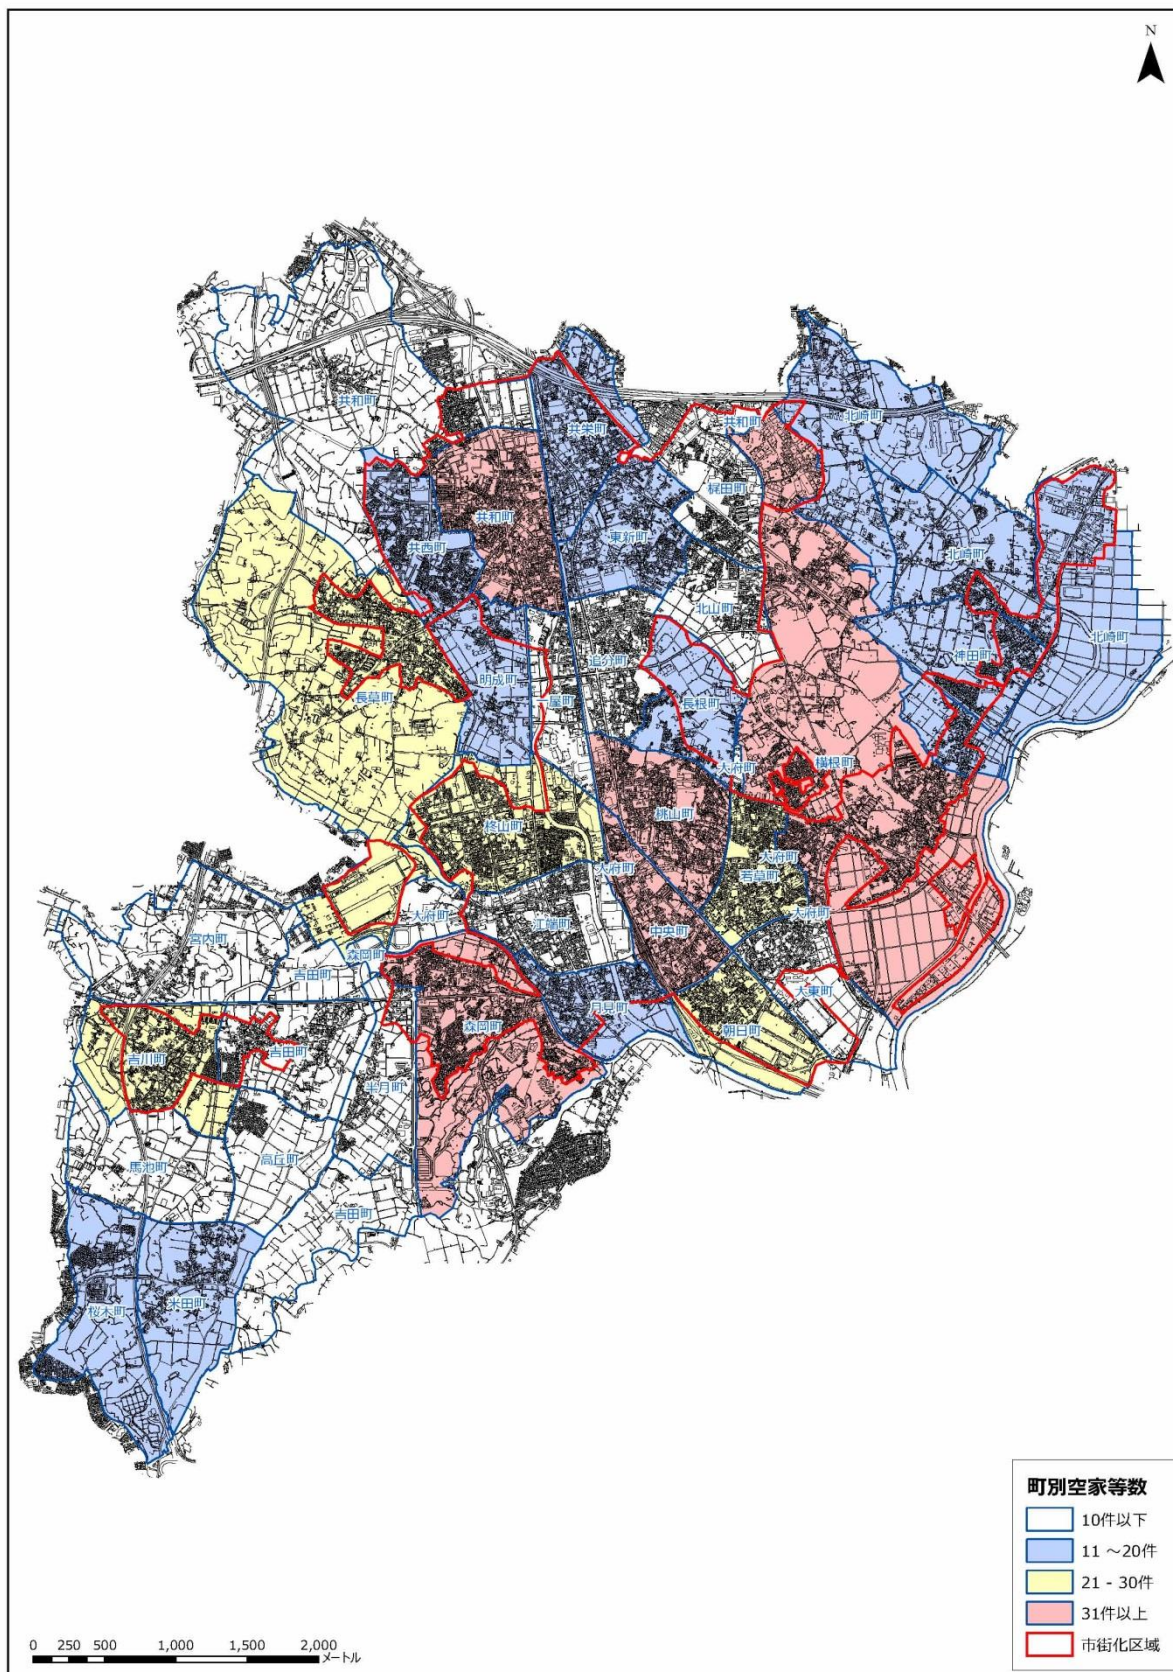 N
共和町
共栄町
共和町
北崎町
梶田町
共和町
東新町
共西町
北崎町
北山町
北崎町
神田町
追分町
明成町
長根町
長草町
一屋町
大府町
横根町
柊山町
桃山町
大府町
大府町
若草町
大府町
江端町
中央町
大府町
宮内町
森岡町
吉田町
大東町
月見町
森岡町
朝日町
吉川町
吉田町
半月町
馬池町
高丘町
吉田町
桜木町
米田町
町別空家等数
10件以下
11 ～20件
21 - 30件
31件以上
市街化区域
0 250 500 1,000 1,500 2,000
メートル